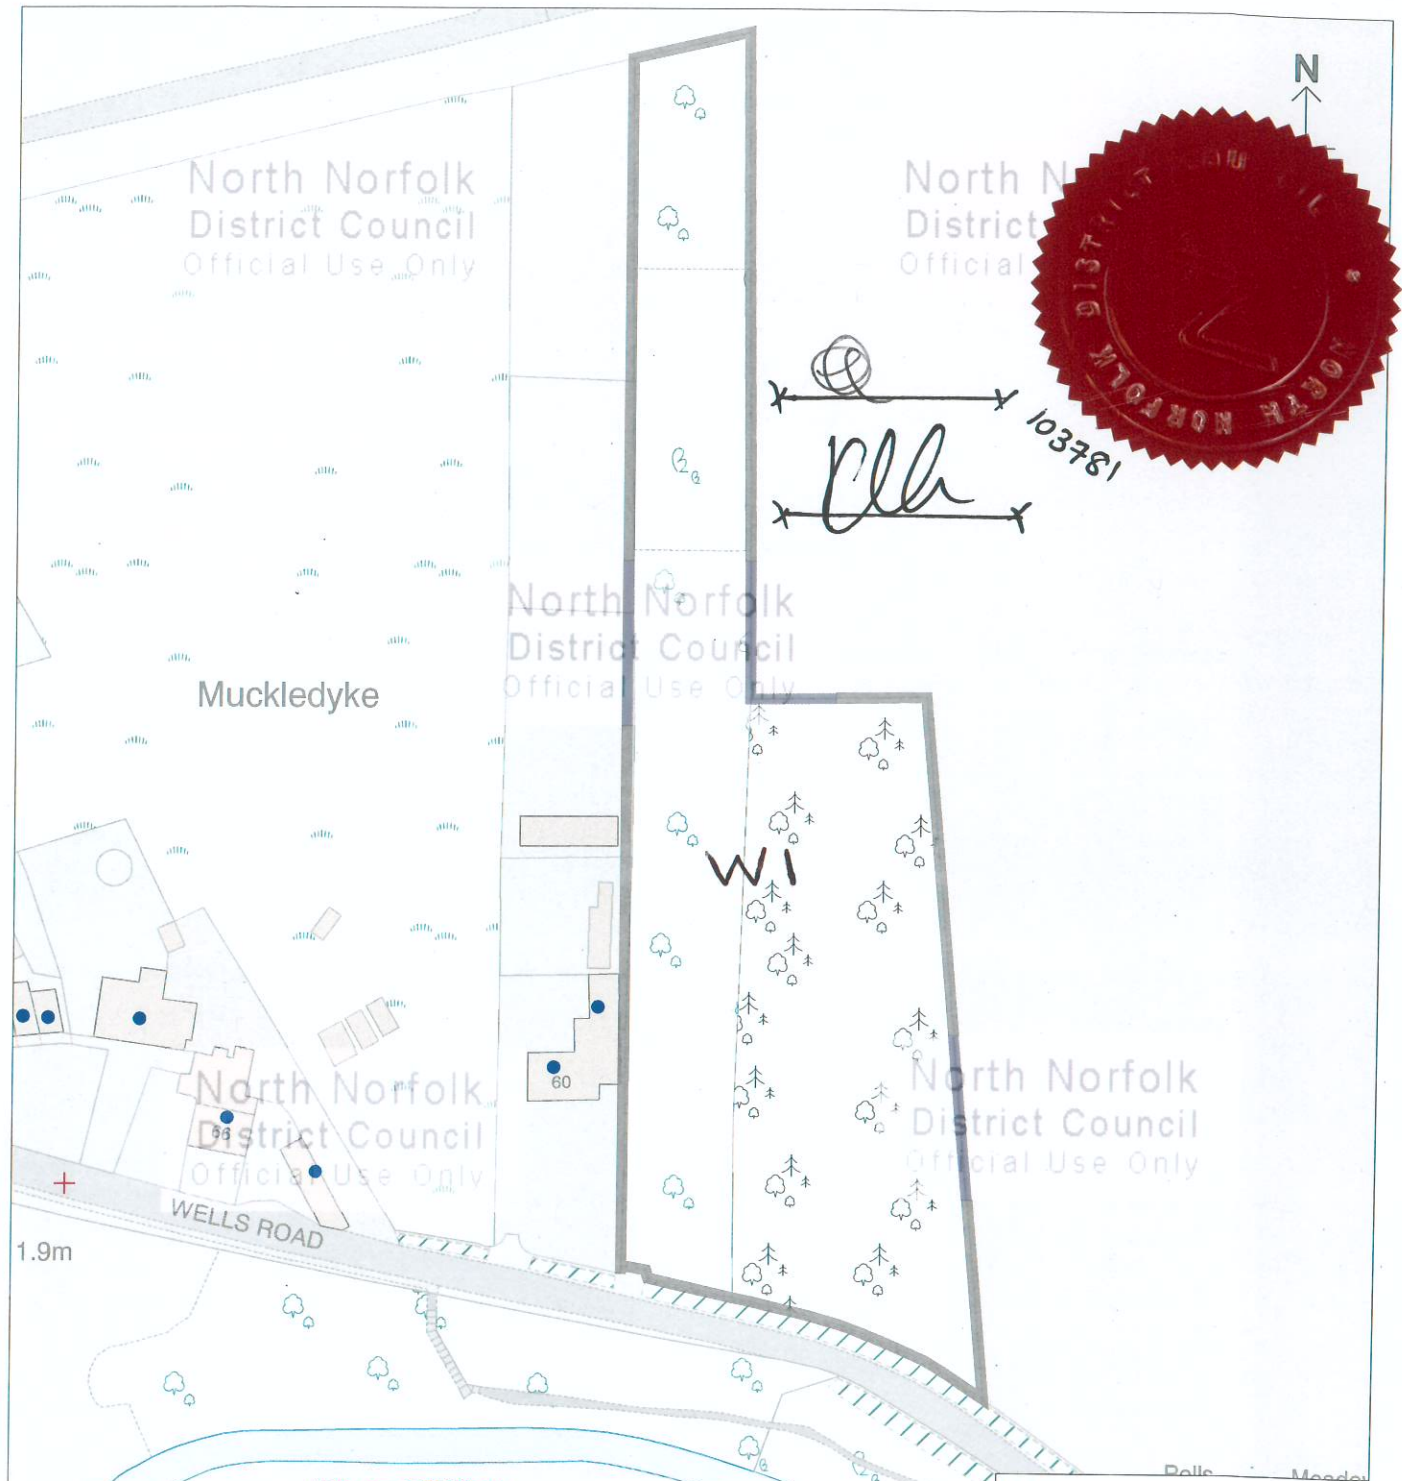 N
North Norfolk
District Council
Official Use Only
North N
District
Official
DISTRICT COUNCIL * NORTH NORFOLK
103781
North Norfolk
District Council
Official Use Only
Muckledyke
W1
60
North Norfolk
District Council
Official Use Only
66
North Norfolk
District Council
Official Use Only
WELLS ROAD
1.9m